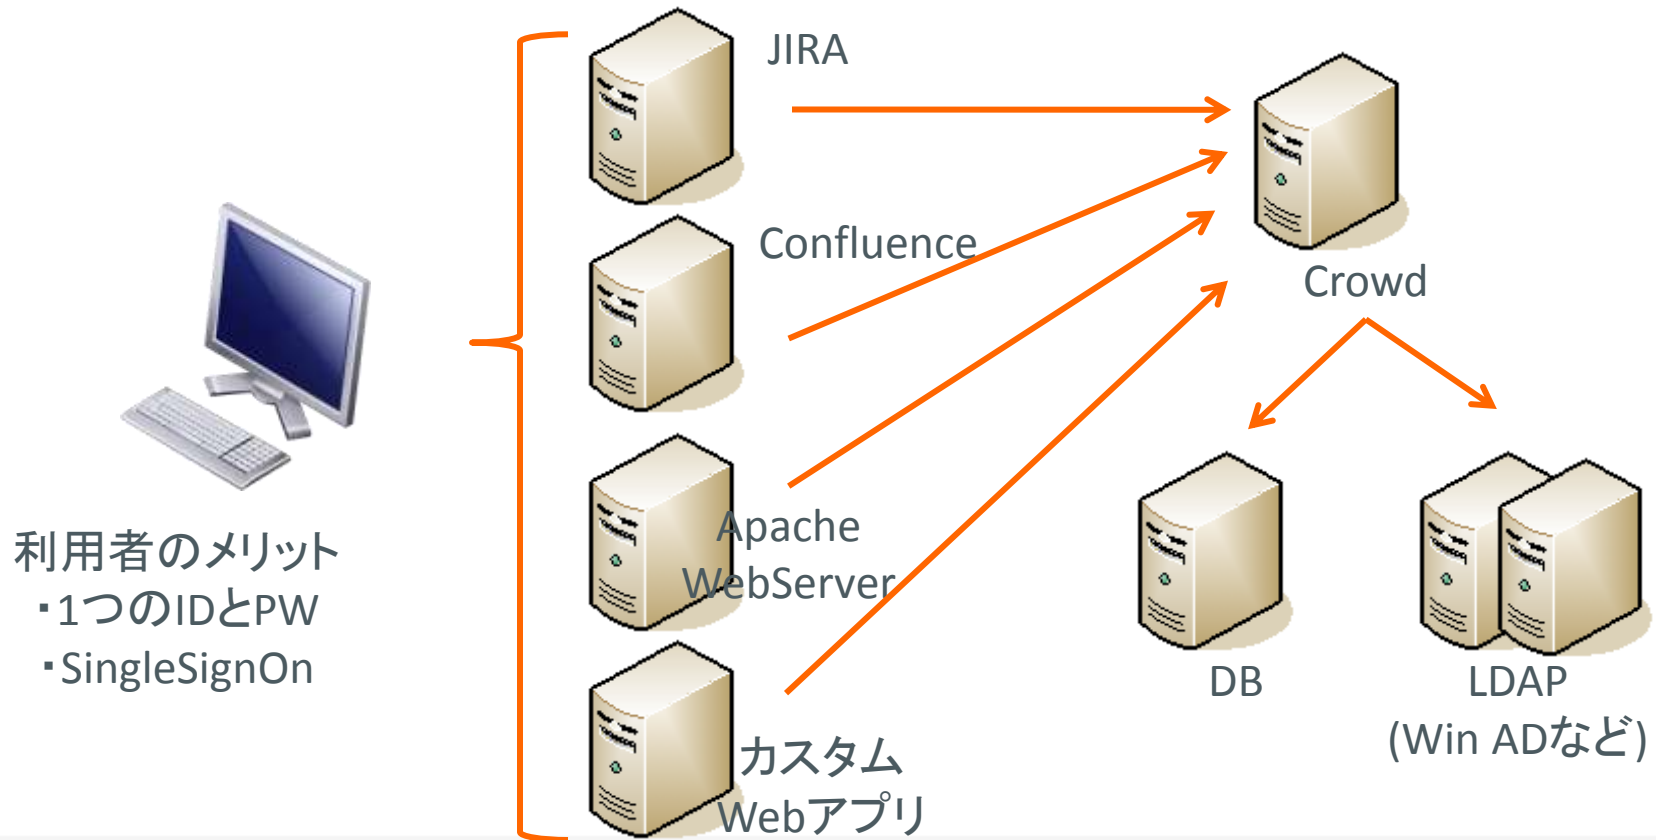 JIRA
Confluence
Apache
WebServer
カスタム
Webアプリ
Crowd
DB
LDAP
(Win ADなど)
利用者のメリット
・1つのIDとPW
・SingleSignOn